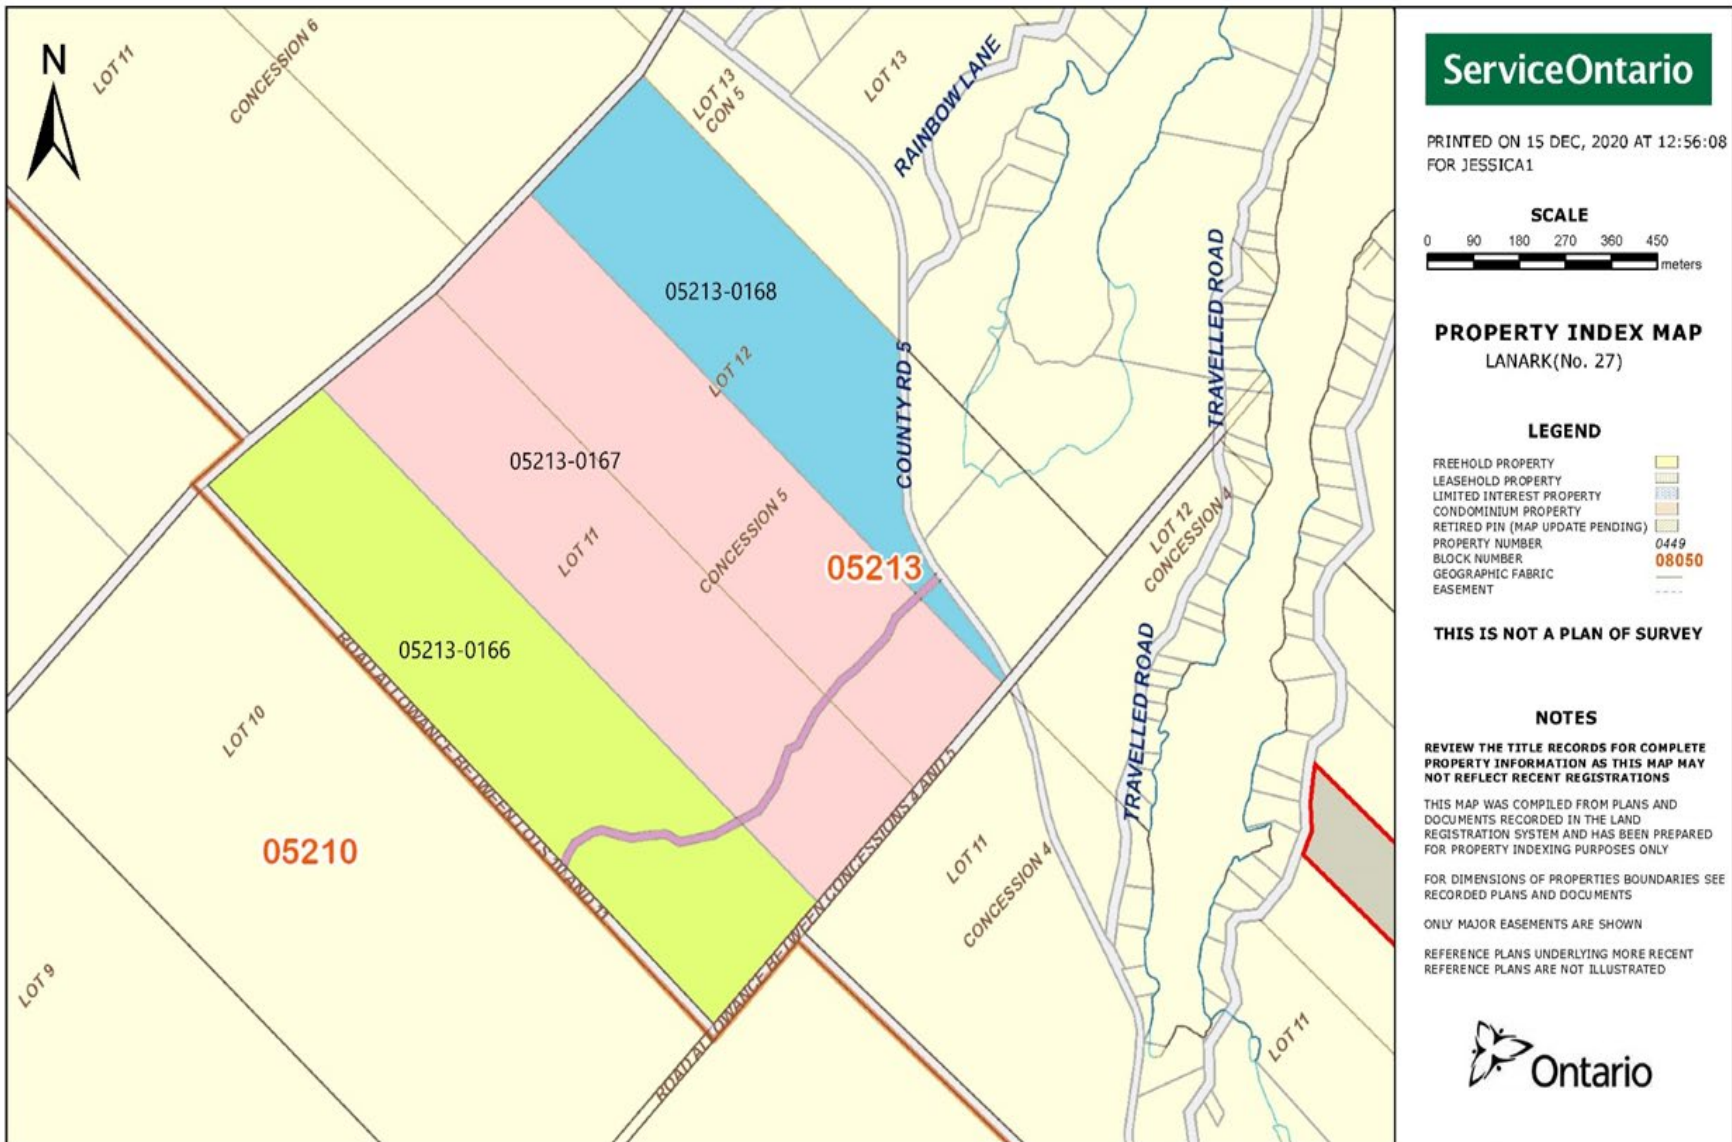 N
LOT 11
CONCESSION 6
LOT 13
CON 5
LOT 13
RAINBOW LANE
05213-0168
LOT 12
COUNTY RD 5
TRAVELLED ROAD
05213-0167
LOT 11
CONCESSION 5
05213
LOT 12
CONCESSION 4
05213-0166
ROAD ALLOWANCE BETWEEN LOTS 10 AND 11
LOT 10
TRAVELLED ROAD
05210
ROAD ALLOWANCE BETWEEN CONCESSIONS 4 AND 5
LOT 11
CONCESSION 4
LOT 9
LOT 11
ServiceOntario
PRINTED ON 15 DEC, 2020 AT 12:56:08
FOR JESSICA1
SCALE
0 90 180 270 360 450
meters
PROPERTY INDEX MAP
LANARK(No. 27)
LEGEND
FREEHOLD PROPERTY
LEASEHOLD PROPERTY
LIMITED INTEREST PROPERTY
CONDOMINIUM PROPERTY
RETIRED PIN (MAP UPDATE PENDING)
PROPERTY NUMBER 0449
BLOCK NUMBER 08050
GEOGRAPHIC FABRIC
EASEMENT
THIS IS NOT A PLAN OF SURVEY
NOTES
REVIEW THE TITLE RECORDS FOR COMPLETE
PROPERTY INFORMATION AS THIS MAP MAY
NOT REFLECT RECENT REGISTRATIONS
THIS MAP WAS COMPILED FROM PLANS AND
DOCUMENTS RECORDED IN THE LAND
REGISTRATION SYSTEM AND HAS BEEN PREPARED
FOR PROPERTY INDEXING PURPOSES ONLY
FOR DIMENSIONS OF PROPERTIES BOUNDARIES SEE
RECORDED PLANS AND DOCUMENTS
ONLY MAJOR EASEMENTS ARE SHOWN
REFERENCE PLANS UNDERLYING MORE RECENT
REFERENCE PLANS ARE NOT ILLUSTRATED
Ontario